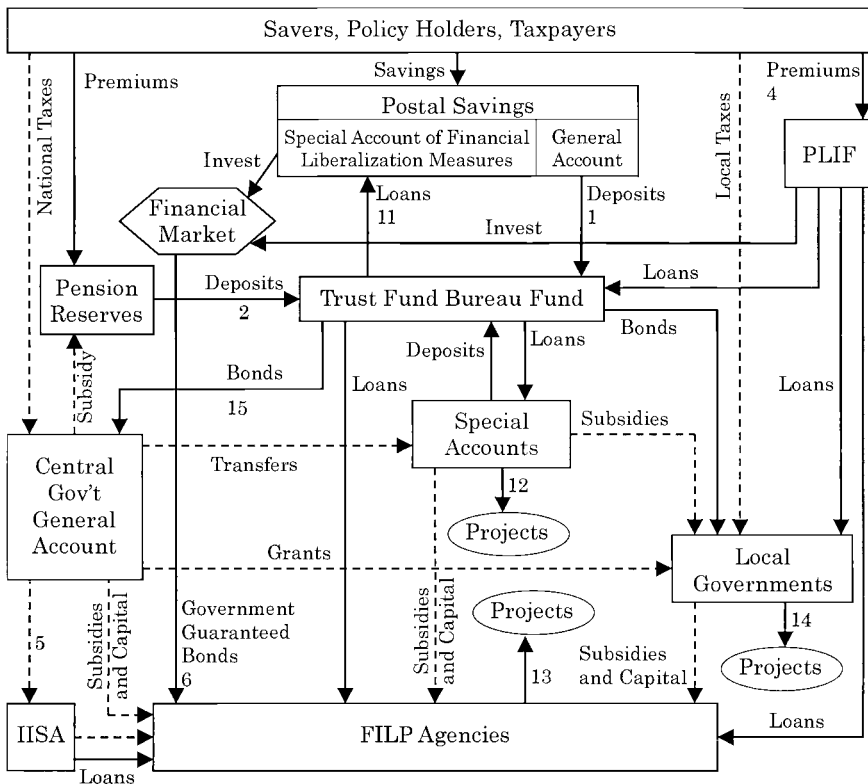 Savers, Policy Holders, Taxpayers
National Taxes
Premiums
Savings
Local Taxes
Premiums
4
Postal Savings
Special Account of Financial
Liberalization Measures
General
Account
PLIF
Invest
Loans
11
Deposits
1
Financial
Market
Invest
Pension
Reserves
Deposits
2
Trust Fund Bureau Fund
Loans
Bonds
Subsidy
Bonds
15
Loans
Deposits
Loans
Loans
Special
Accounts
Subsidies
Central
Gov't
General
Account
Transfers
12
Projects
Grants
Local
Governments
5
Subsidies
and Capital
Government
Guaranteed
Bonds
6
Subsidies
and Capital
Projects
13
Subsidies
and Capital
14
Projects
IISA
Loans
FILP Agencies
Loans